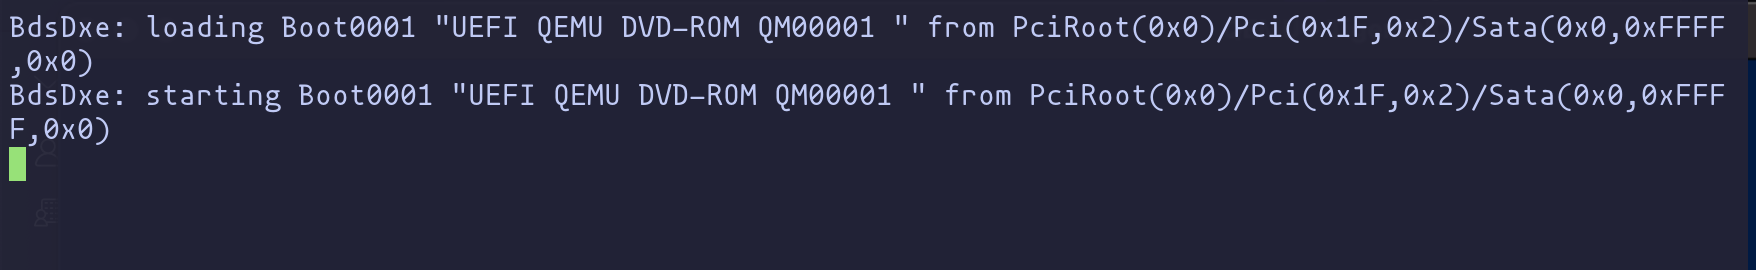 BdsDxe: loading Boot0001 "UEFI QEMU DVD-ROM QM00001 " from PciRoot(0x0)/Pci(0x1F,0x2)/Sata(0x0,0xFFFF
,0x0)
BdsDxe: starting Boot0001 "UEFI QEMU DVD-ROM QM00001 " from PciRoot(0x0)/Pci(0x1F,0x2)/Sata(0x0,0xFFF
F,0x0)